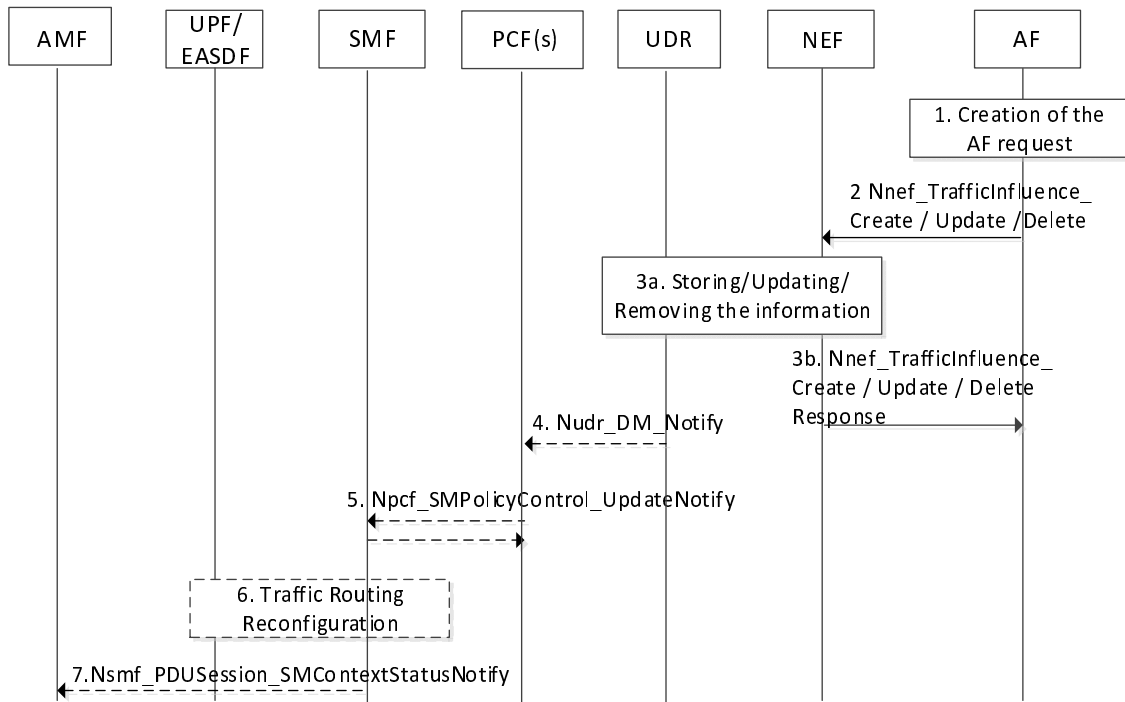 AMF
UPF/
EASDF
SMF
PCF(s)
UDR
NEF
AF
1. Creation of the
AF request
2 Nnef_TrafficInfluence_
Create / Update /Delete
3a. Storing/Updating/
Removing the information
3b. Nnef_TrafficInfluence_
Create / Update / Delete
Response
4. Nudr_DM_Notify
5. Npcf_SMPolicyControl_UpdateNotify
6. Traffic Routing
Reconfiguration
7.Nsmf_PDUSession_SMContextStatusNotify